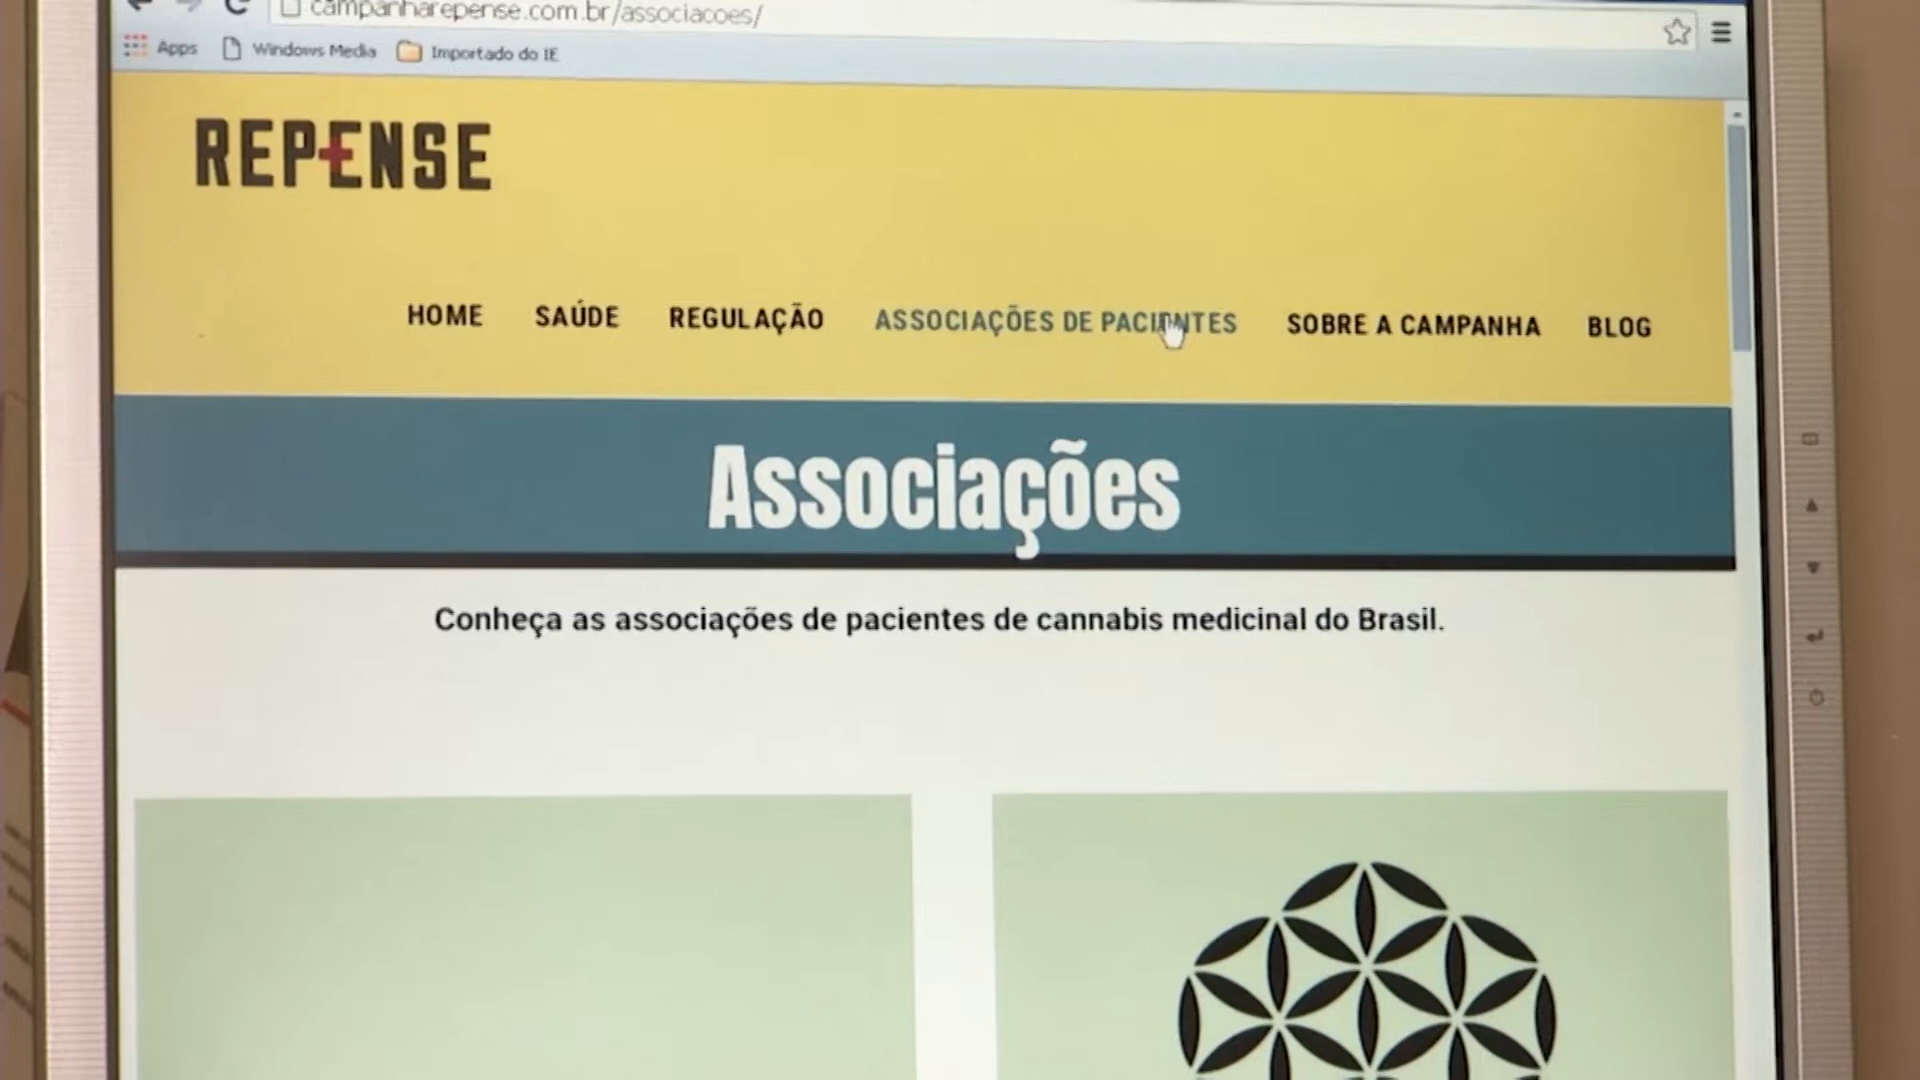 campanharepense.com.br/associacoes/
Apps Windows Media Importado do IE
REPENSE
HOME SAÚDE REGULAÇÃO ASSOCIAÇÕES DE PACIENTES SOBRE A CAMPANHA BLOG
Associações
Conheça as associações de pacientes de cannabis medicinal do Brasil.